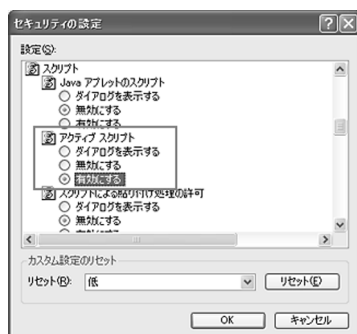 セキュリティの設定
設定(S):
スクリプト
Java アプレットのスクリプト
ダイアログを表示する
無効にする
有効にする
アクティブ スクリプト
ダイアログを表示する
無効にする
有効にする
スクリプトによる貼り付け処理の許可
ダイアログを表示する
無効にする
カスタム設定のリセット
リセット(R): 低 リセット(E)
OK キャンセル